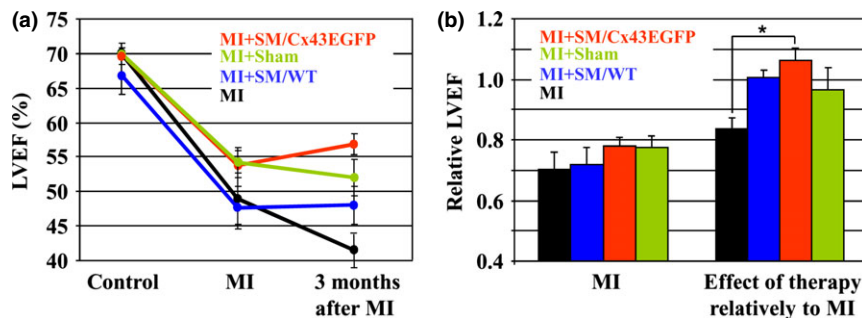 (a)
75
70
65
60
55
50
45
40
LVEF (%)
MI+SM/Cx43EGFP
MI+Sham
MI+SM/WT
MI
Control
MI
3 months
after MI
(b)
1.2
1.0
0.8
0.6
0.4
Relative LVEF
MI+SM/Cx43EGFP
MI+Sham
MI+SM/WT
MI
*
MI
Effect of therapy
relatively to MI